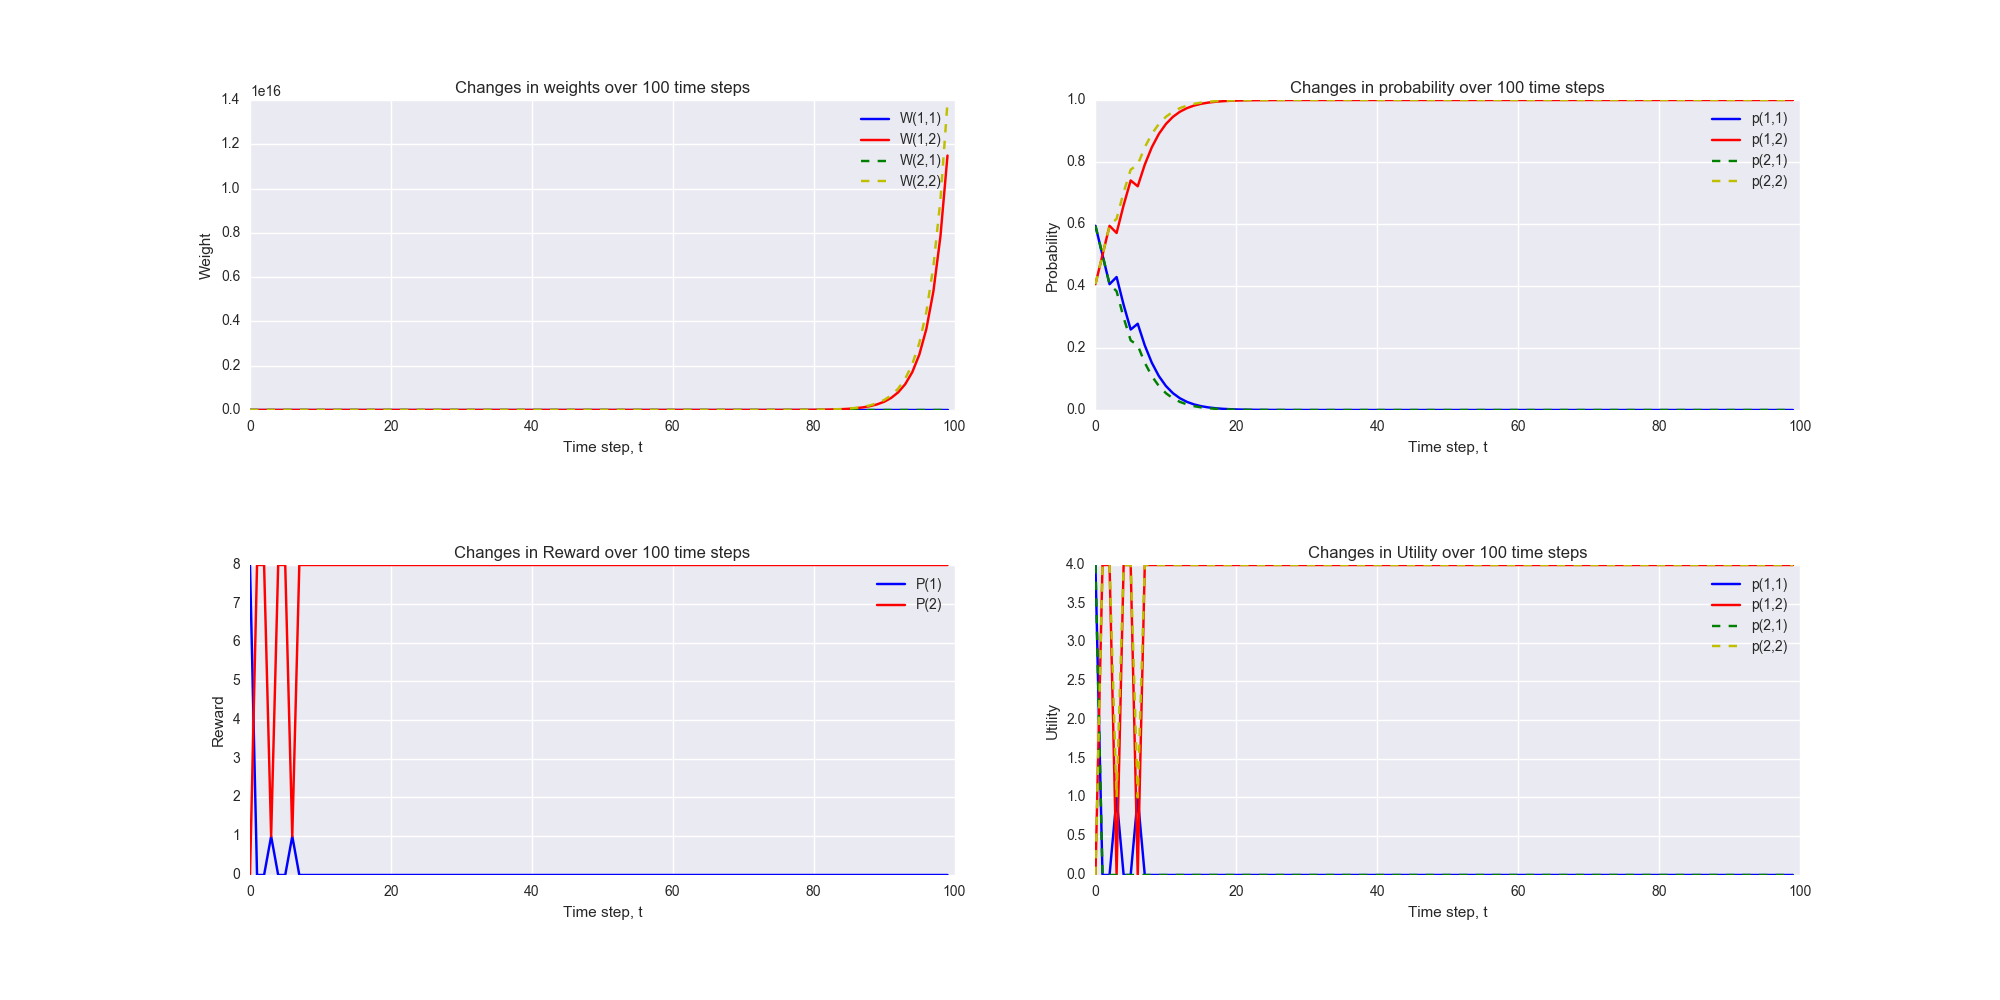 Changes in weights over 100 time steps
1e16
1.4
1.2
1.0
0.8
0.6
0.4
0.2
0.0
Weight
W(1,1)
W(1,2)
W(2,1)
W(2,2)
0 20 40 60 80 100
Time step, t
Changes in probability over 100 time steps
1.0
0.8
0.6
0.4
0.2
0.0
Probability
p(1,1)
p(1,2)
p(2,1)
p(2,2)
0 20 40 60 80 100
Time step, t
Changes in Reward over 100 time steps
8
7
6
5
4
3
2
1
0
Reward
P(1)
P(2)
0 20 40 60 80 100
Time step, t
Changes in Utility over 100 time steps
4.0
3.5
3.0
2.5
2.0
1.5
1.0
0.5
0.0
Utility
p(1,1)
p(1,2)
p(2,1)
p(2,2)
0 20 40 60 80 100
Time step, t